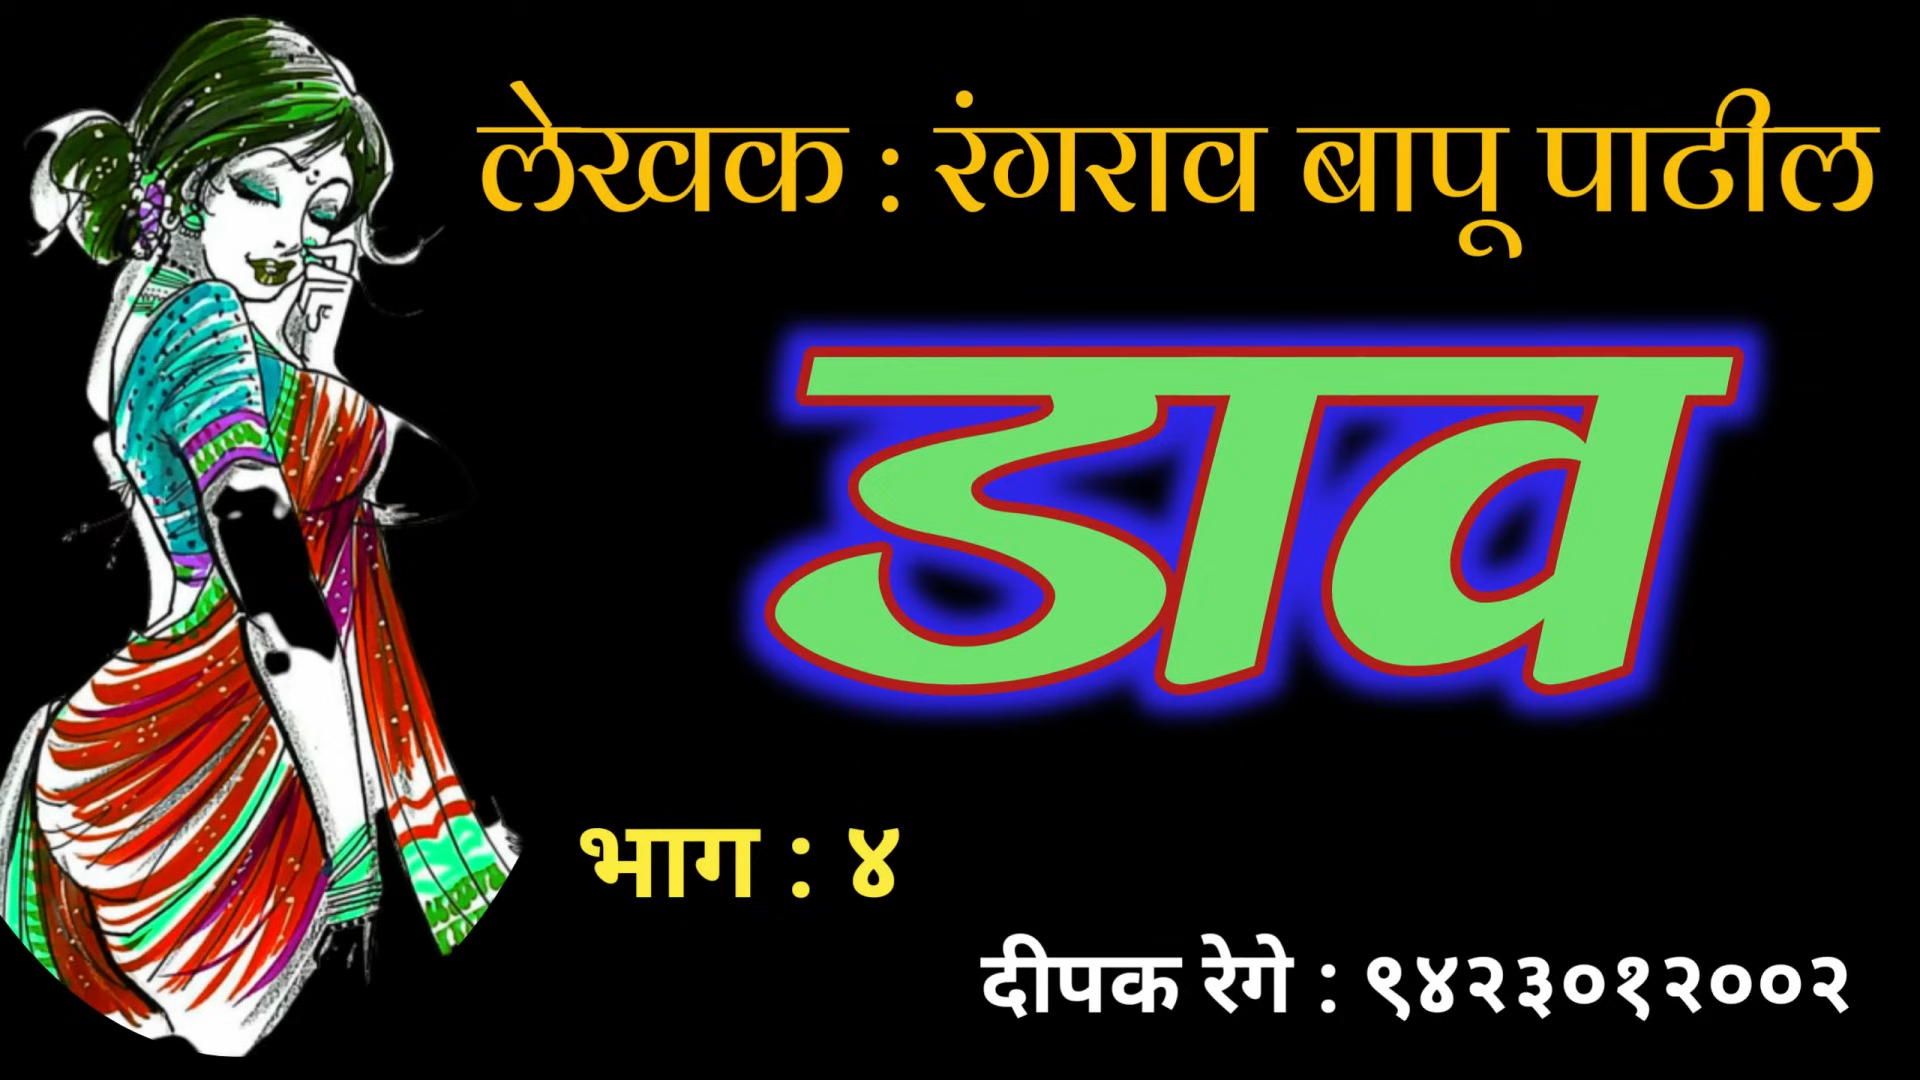 लेखक : रंगराव बापू पाटील
डाव
भाग : ४
दीपक रेगे : ९४२३०१२००२